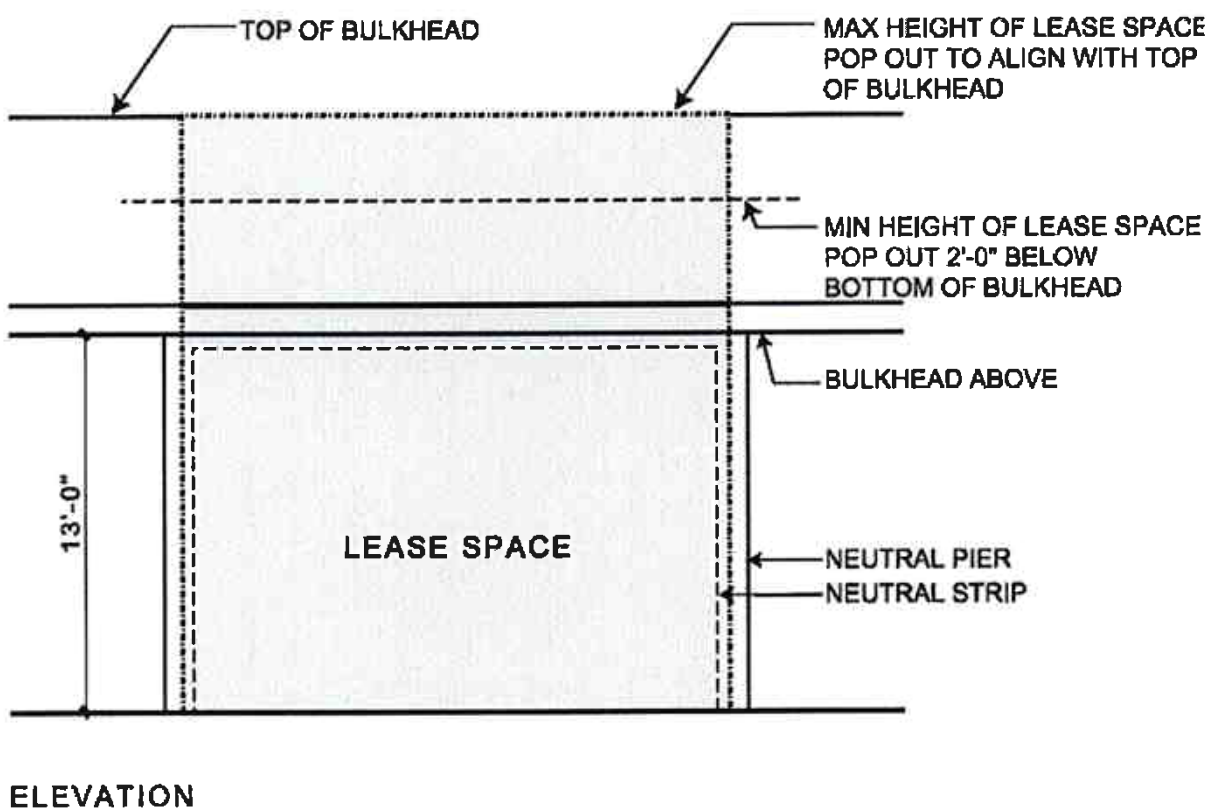 TOP OF BULKHEAD
MAX HEIGHT OF LEASE SPACE
POP OUT TO ALIGN WITH TOP
OF BULKHEAD
MIN HEIGHT OF LEASE SPACE
POP OUT 2'-0" BELOW
BOTTOM OF BULKHEAD
BULKHEAD ABOVE
13'-0"
LEASE SPACE
NEUTRAL PIER
NEUTRAL STRIP
ELEVATION